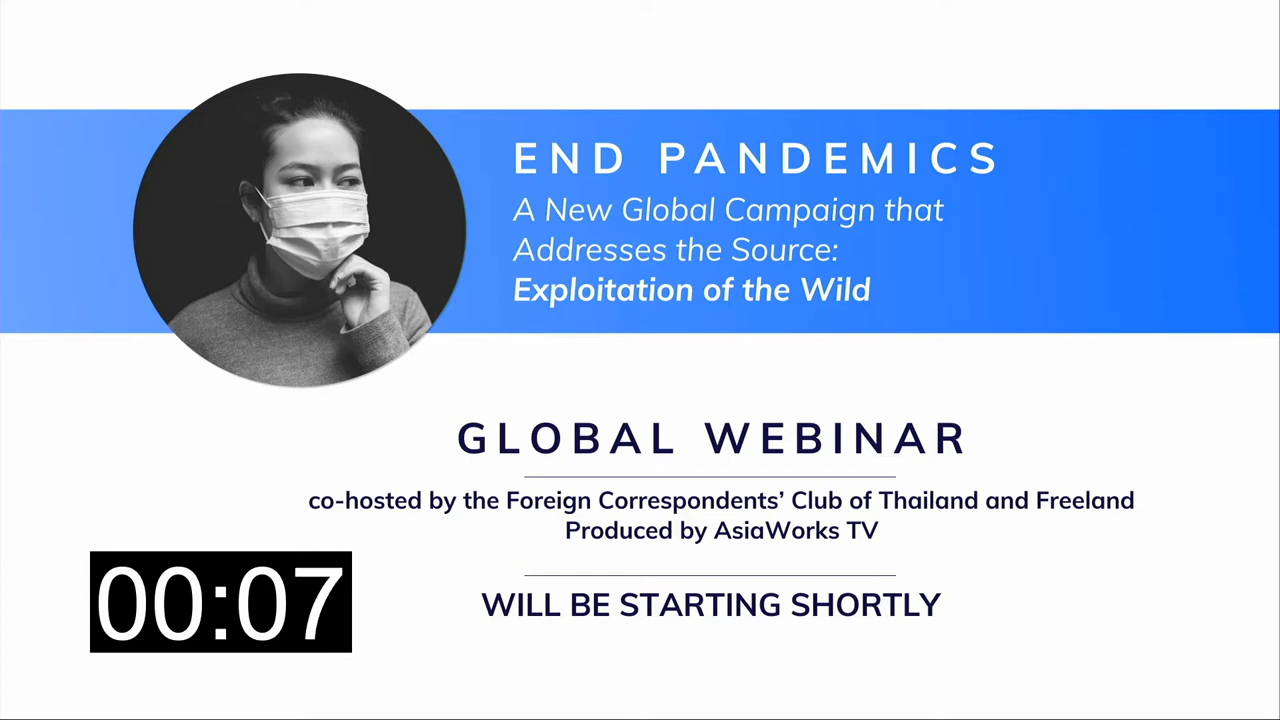 END PANDEMICS
A New Global Campaign that
Addresses the Source:
Exploitation of the Wild
GLOBAL WEBINAR
co-hosted by the Foreign Correspondents’ Club of Thailand and Freeland
Produced by AsiaWorks TV
00:07
WILL BE STARTING SHORTLY